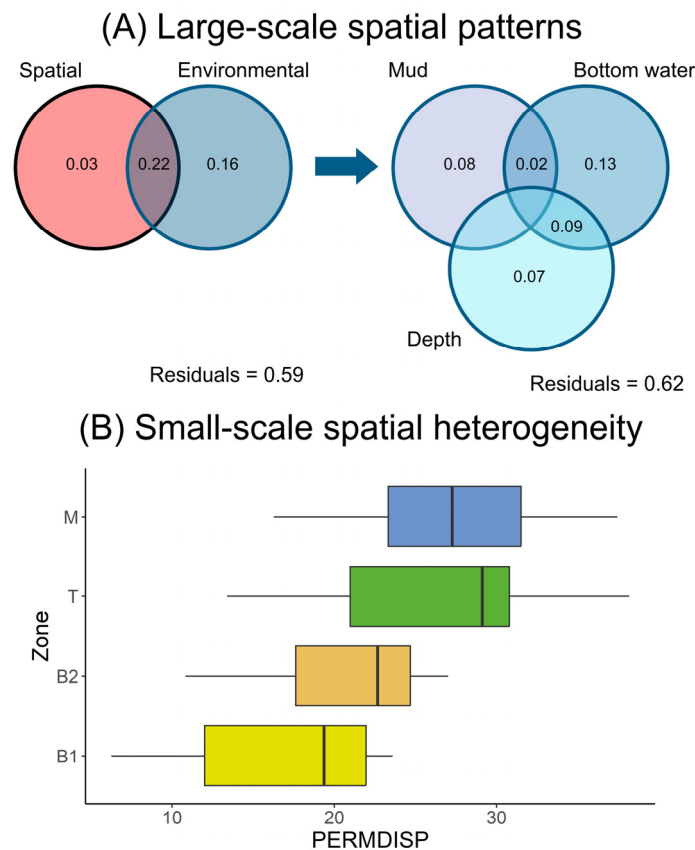 (A) Large-scale spatial patterns
Spatial Environmental Mud Bottom water
0.03 0.22 0.16 0.08 0.02 0.13
0.09
0.07
Depth
Residuals = 0.59
Residuals = 0.62
(B) Small-scale spatial heterogeneity
M
T
Zone
B2
B1
10 20 30
PERMDISP